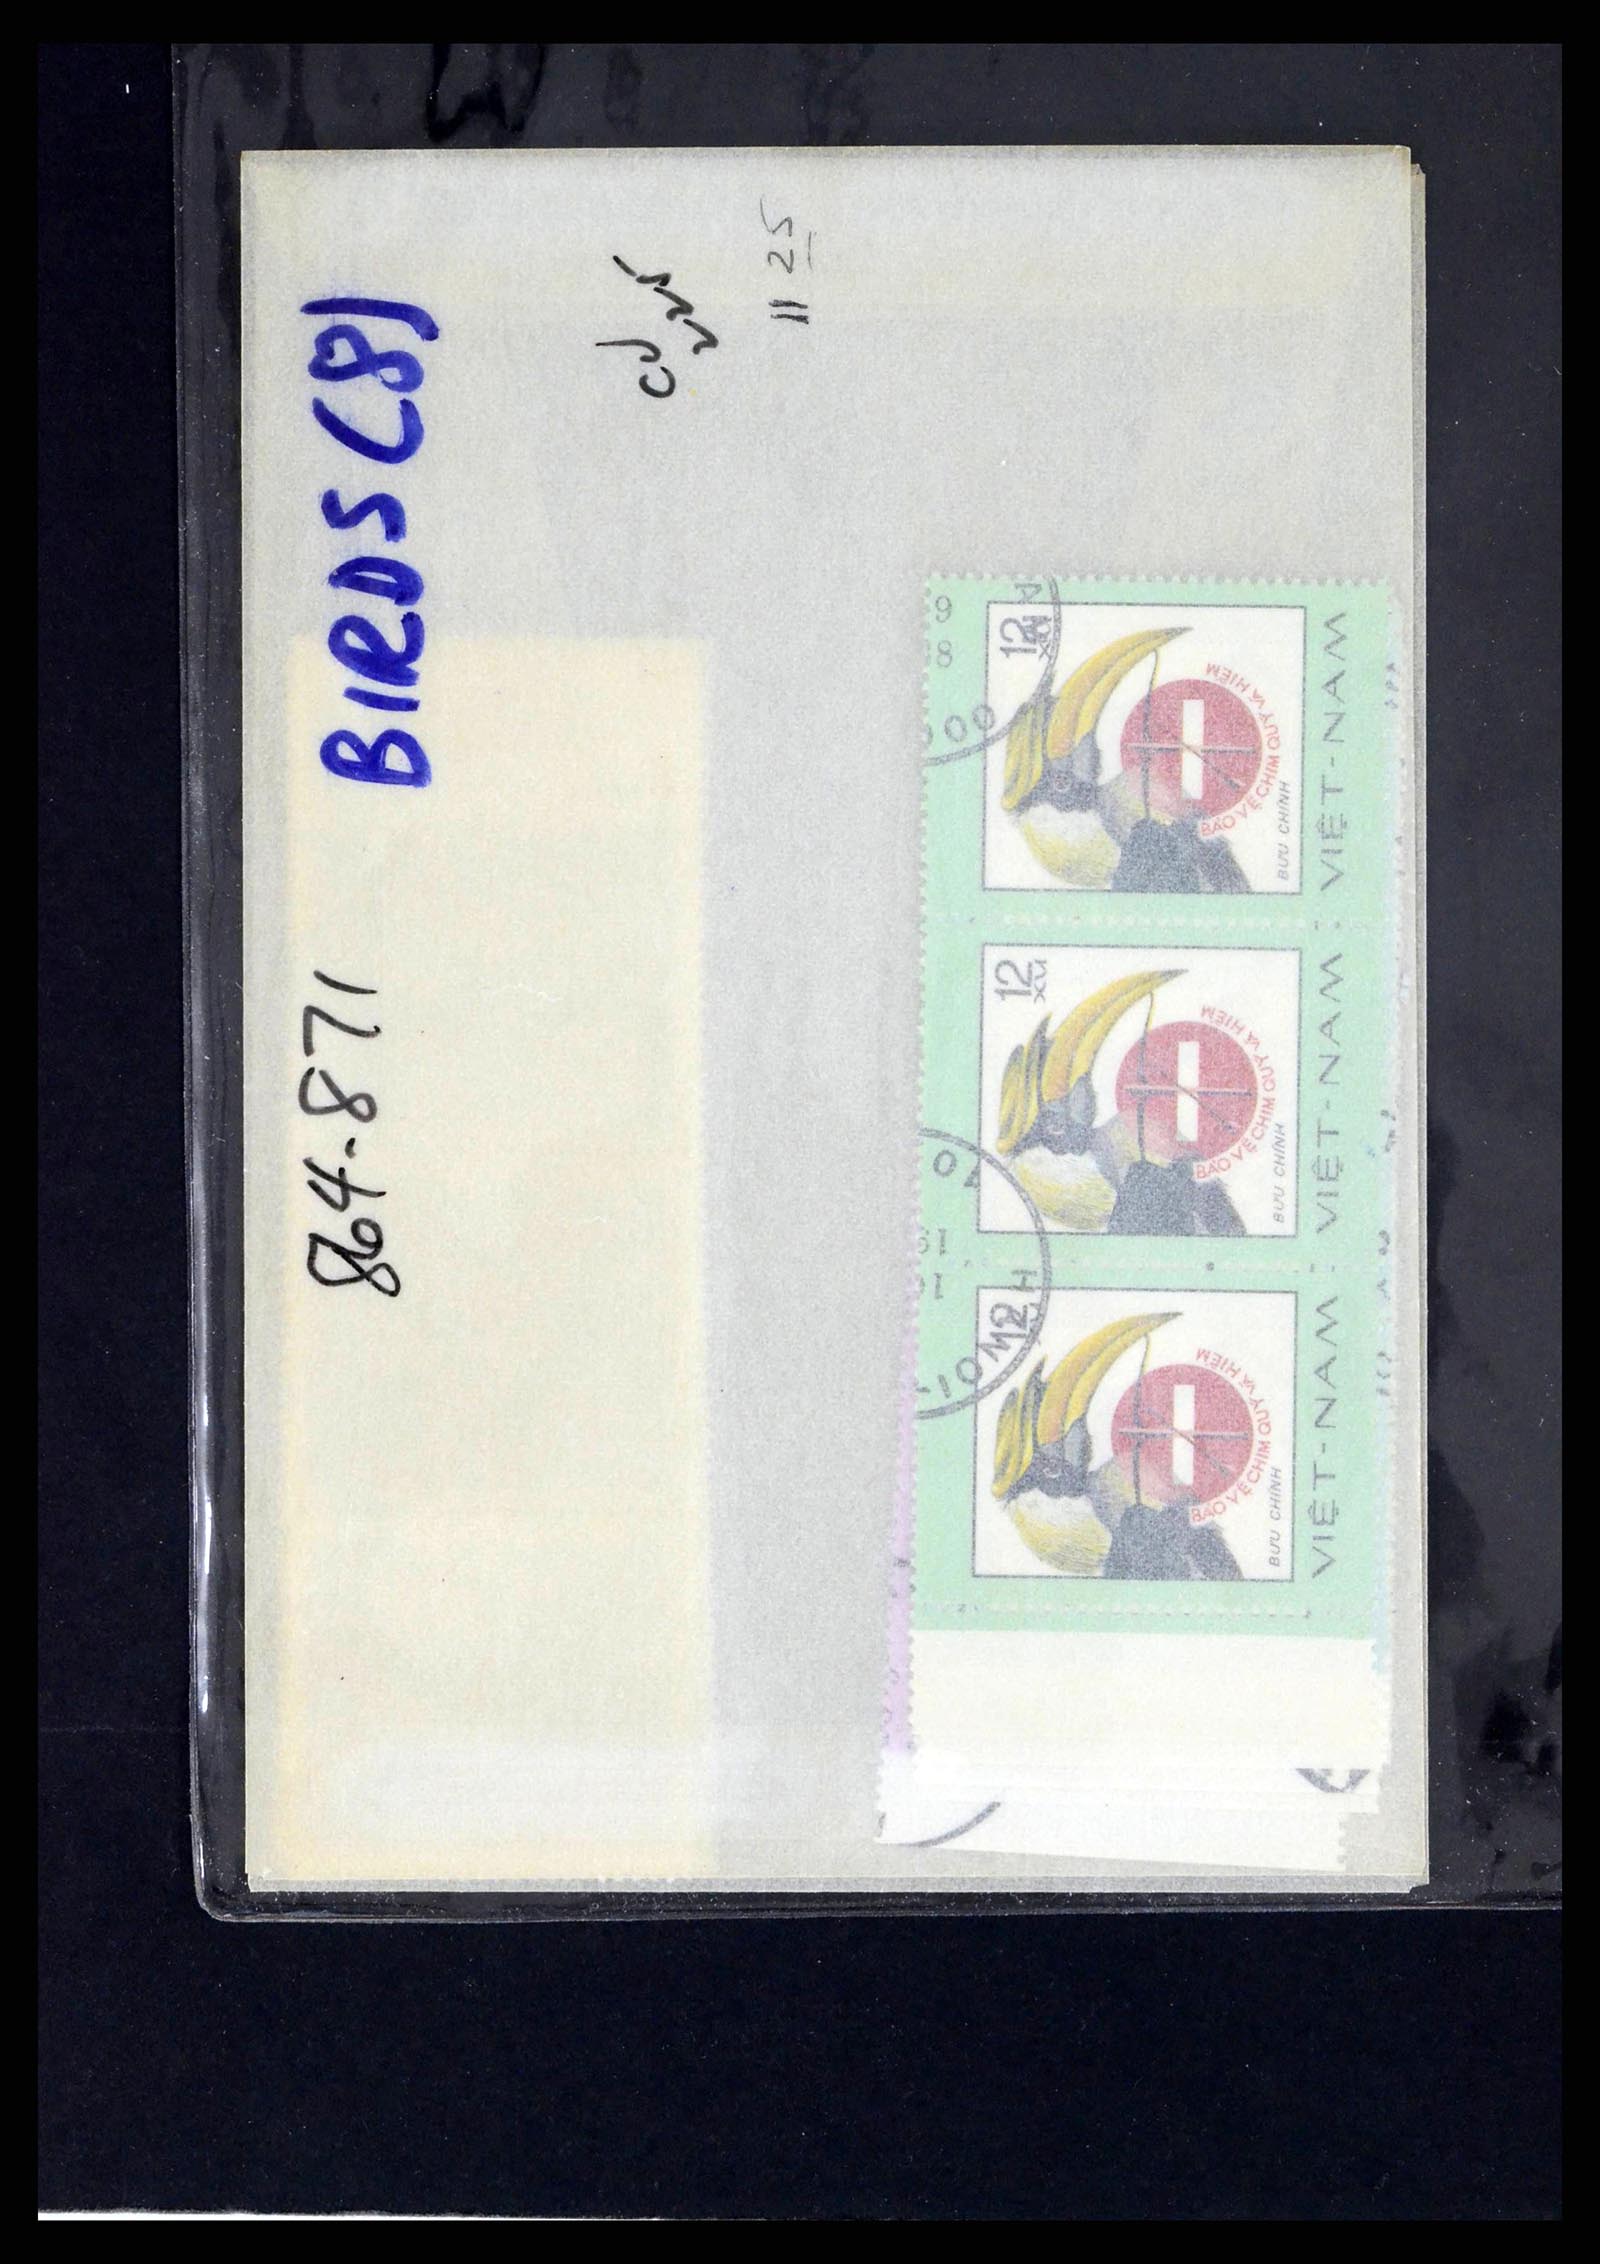 BIRDS (8)
864-871
11 25
12 XU
BẢO VỆ CHIM QUÝ VÀ HIẾM
BƯU CHÍNH
VIỆT-NAM
12 XU
BẢO VỆ CHIM QUÝ VÀ HIẾM
BƯU CHÍNH
VIỆT-NAM
12
BẢO VỆ CHIM QUÝ VÀ HIẾM
BƯU CHÍNH
VIỆT-NAM